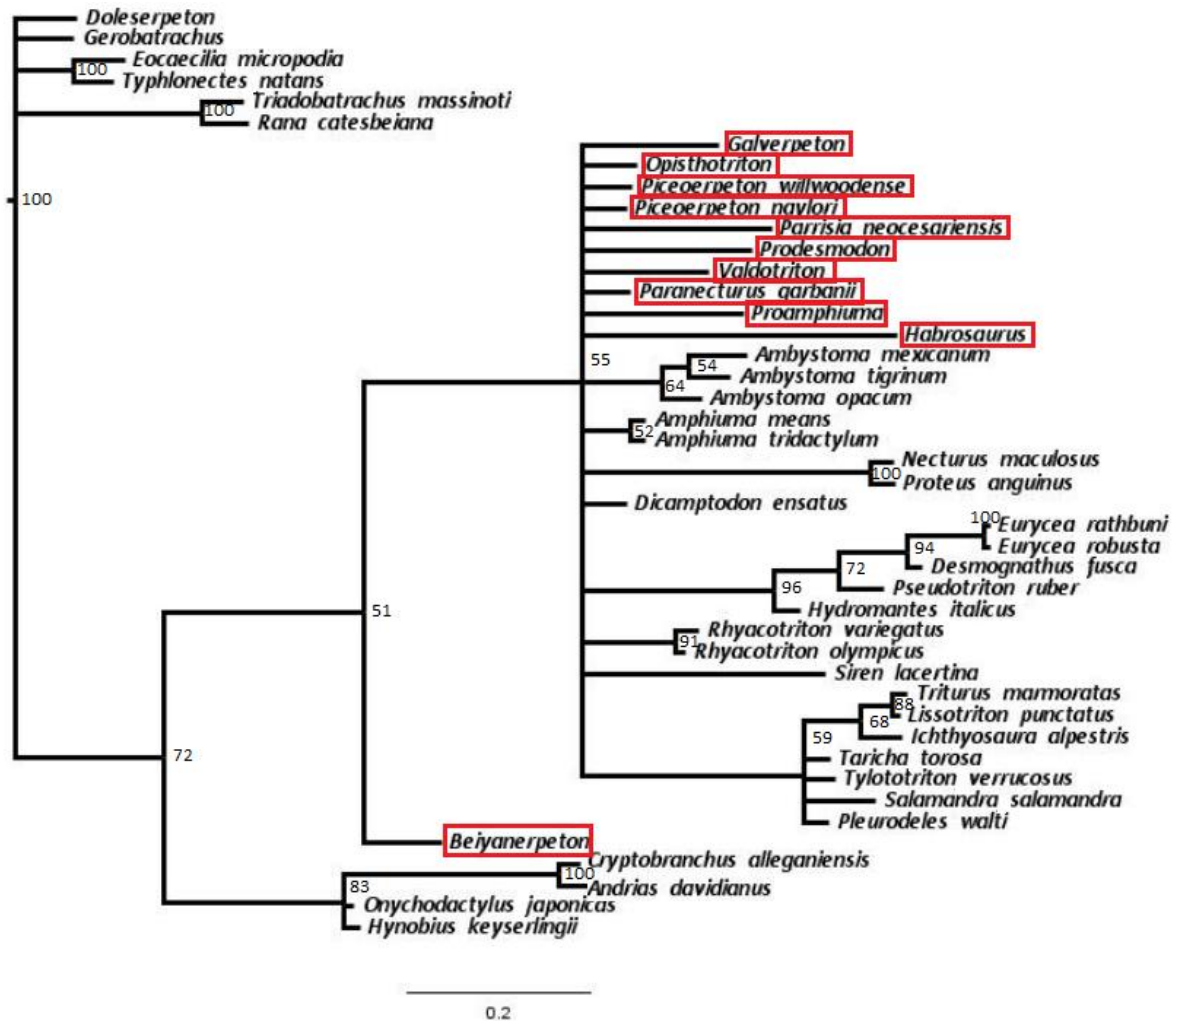 Doleserpeton
Gerobatrachus
Eocaecilia micropodia
100
Typhlonectes natans
Triadobatrachus massinoti
100
Rana catesbeiana
Galverpeton
Opisthotriton
Piceoerpeton willwoodense
100
Piceoerpeton naylori
Parrisia neocesariensis
Prodesmodon
Valdotriton
Paranecturus garbanii
Proamphiuma
Habrosaurus
55
Ambystoma mexicanum
54
Ambystoma tigrinum
64
Ambystoma opacum
Amphiuma means
52
Amphiuma tridactylum
Necturus maculosus
100
Proteus anguinus
Dicamptodon ensatus
100
Eurycea rathbuni
94
Eurycea robusta
72
Desmognathus fusca
96
Pseudotriton ruber
51
Hydromantes italicus
Rhyacotriton variegatus
91
Rhyacotriton olympicus
Siren lacertina
Triturus marmoratas
88
Lissotriton punctatus
68
Ichthyosaura alpestris
59
72
Taricha torosa
Tylototriton verrucosus
Salamandra salamandra
Pleurodeles walti
Beiyanerpeton
Cryptobranchus alleganiensis
100
83
Andrias davidianus
Onychodactylus japonicas
Hynobius keyserlingii
0.2